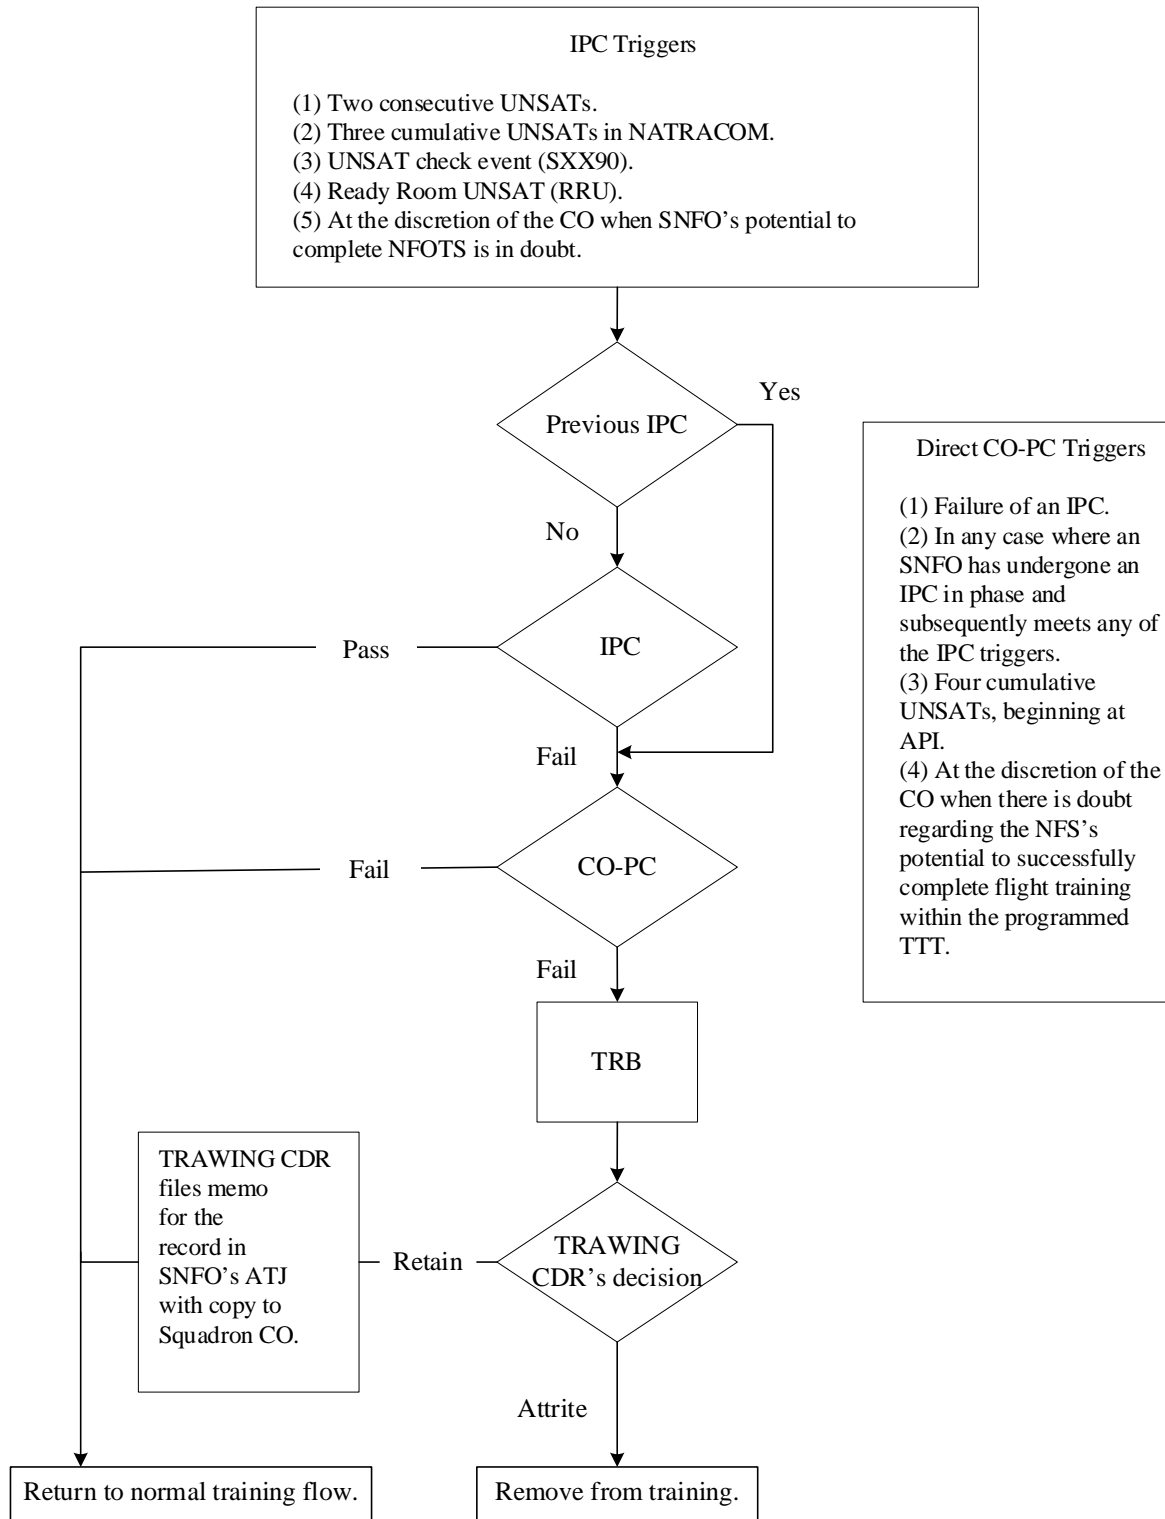 IPC Triggers
(1) Two consecutive UNSATs.
(2) Three cumulative UNSATs in NATRACOM.
(3) UNSAT check event (SXX90).
(4) Ready Room UNSAT (RRU).
(5) At the discretion of the CO when SNFO’s potential to
complete NFOTS is in doubt.
Previous IPC
Yes
No
Direct CO-PC Triggers
(1) Failure of an IPC.
(2) In any case where an
SNFO has undergone an
IPC in phase and
subsequently meets any of
the IPC triggers.
(3) Four cumulative
UNSATs, beginning at
API.
(4) At the discretion of the
CO when there is doubt
regarding the NFS’s
potential to successfully
complete flight training
within the programmed
TTT.
Pass
IPC
Fail
Fail
CO-PC
Fail
TRB
TRAWING CDR
files memo
for the
record in
SNFO’s ATJ
with copy to
Squadron CO.
Retain
TRAWING
CDR’s decision
Attrite
Return to normal training flow.
Remove from training.